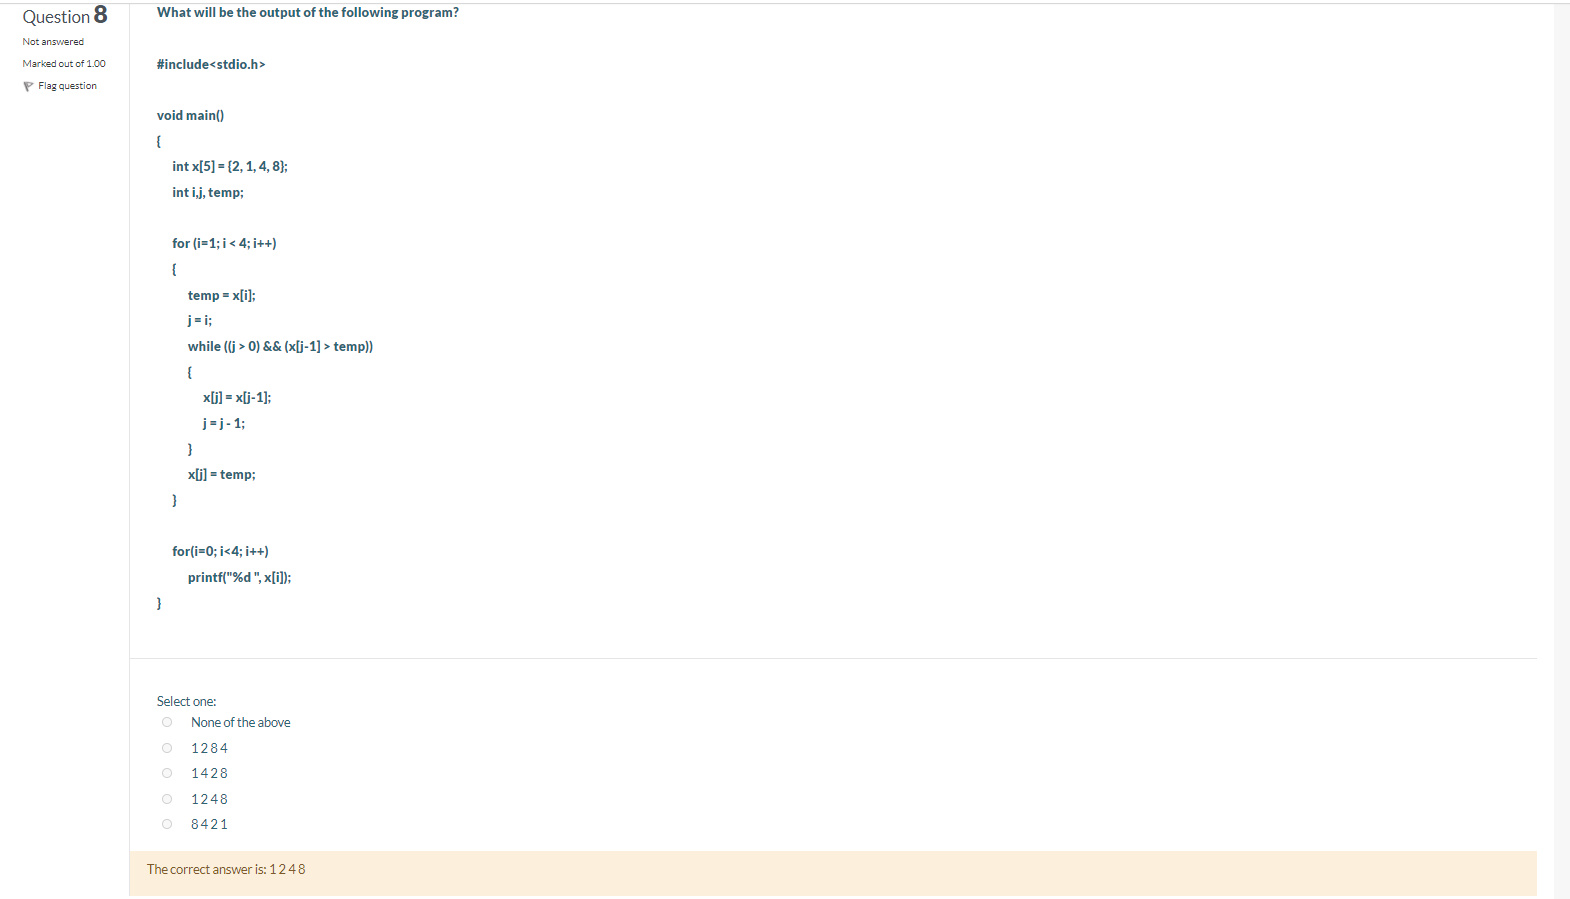 Question 8
Not answered
Marked out of 1.00
Flag question
What will be the output of the following program?
#include<stdio.h>
void main()
{
int x[5] = {2, 1, 4, 8};
int i,j, temp;
for (i=1; i < 4; i++)
{
temp = x[i];
j = i;
while ((j > 0) && (x[j-1] > temp))
{
x[j] = x[j-1];
j = j - 1;
}
x[j] = temp;
}
for(i=0; i<4; i++)
printf("%d ", x[i]);
}
Select one:
None of the above
1 2 8 4
1 4 2 8
1 2 4 8
8 4 2 1
The correct answer is: 1 2 4 8